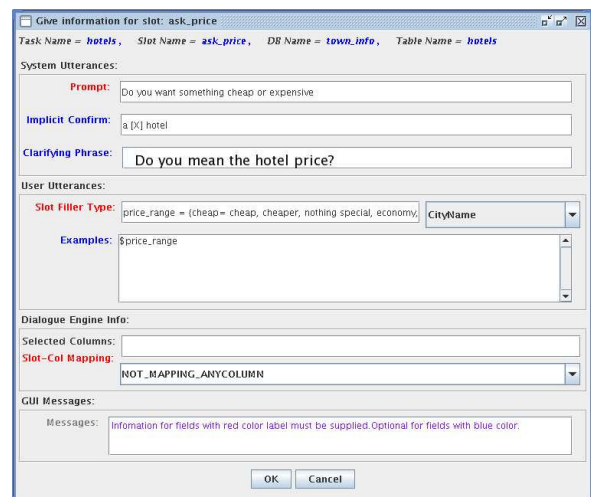 Give information for slot: ask_price
Task Name = hotels, Slot Name = ask_price, DB Name = town_info, Table Name = hotels
System Utterances:
Prompt: Do you want something cheap or expensive
Implicit Confirm: a [X] hotel
Clarifying Phrase: Do you mean the hotel price?
User Utterances:
Slot Filler Type: price_range = (cheap= cheap, cheaper, nothing special, economy, CityName
Examples: $price_range
Dialogue Engine Info:
Selected Columns:
Slot-Col Mapping:
NOT_MAPPING_ANYCOLUMN
GUI Messages:
Messages: Infomation for fields with red color label must be supplied.Optional for fields with blue color.
OK Cancel